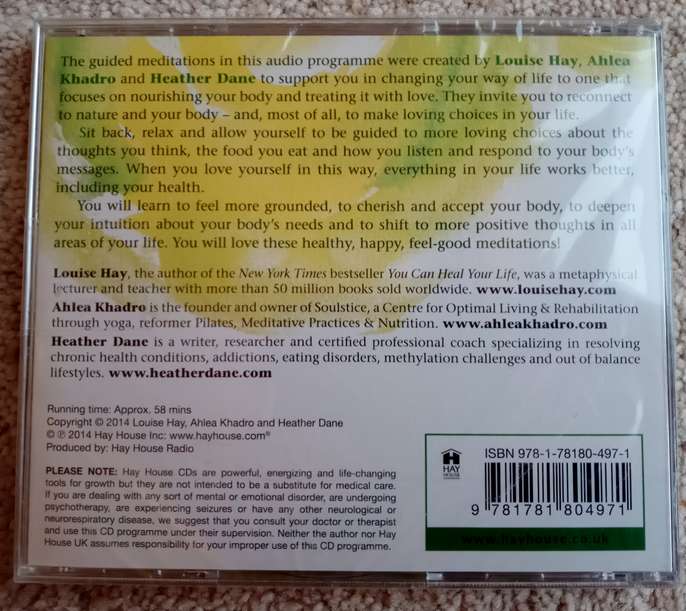 The guided meditations in this audio programme were created by Louise Hay, Ahlea
Khadro and Heather Dane to support you in changing your way of life to one that
focuses on nourishing your body and treating it with love. They invite you to reconnect
to nature and your body – and, most of all, to make loving choices in your life.
Sit back, relax and allow yourself to be guided to more loving choices about the
thoughts you think, the food you eat and how you listen and respond to your body's
messages. When you love yourself in this way, everything in your life works better,
including your health.
You will learn to feel more grounded, to cherish and accept your body, to deepen
your intuition about your body's needs and to shift to more positive thoughts in all
areas of your life. You will love these healthy, happy, feel-good meditations!
Louise Hay, the author of the New York Times bestseller You Can Heal Your Life, was a metaphysical
lecturer and teacher with more than 50 million books sold worldwide. www.louisehay.com
Ahlea Khadro is the founder and owner of Soulstice, a Centre for Optimal Living & Rehabilitation
through yoga, reformer Pilates, Meditative Practices & Nutrition. www.ahleakhadro.com
Heather Dane is a writer, researcher and certified professional coach specializing in resolving
chronic health conditions, addictions, eating disorders, methylation challenges and out of balance
lifestyles. www.heatherdane.com
Running time: Approx. 58 mins
Copyright © 2014 Louise Hay, Ahlea Khadro and Heather Dane
© ℗ 2014 Hay House Inc: www.hayhouse.com®
Produced by: Hay House Radio
PLEASE NOTE: Hay House CDs are powerful, energizing and life-changing
tools for growth but they are not intended to be a substitute for medical care.
If you are dealing with any sort of mental or emotional disorder, are undergoing
psychotherapy, are experiencing seizures or have any other neurological or
neurorespiratory disease, we suggest that you consult your doctor or therapist
and use this CD programme under their supervision. Neither the author nor Hay
House UK assumes responsibility for your improper use of this CD programme.
HAY
HOUSE
ISBN 978-1-78180-497-1
9 781781 804971
www.hayhouse.co.uk